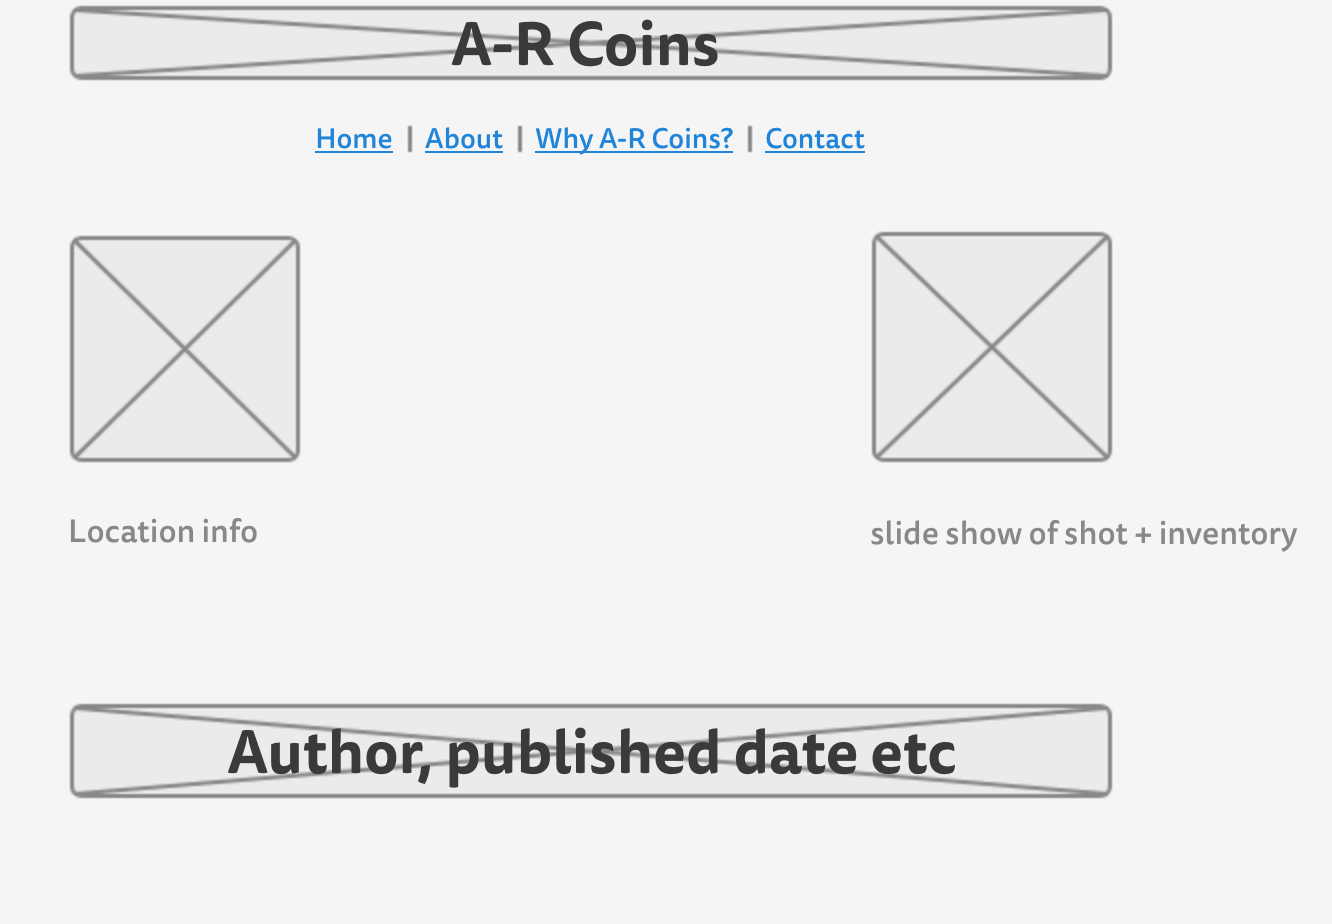 A-R Coins
Home | About | Why A-R Coins? | Contact
Location info
slide show of shot + inventory
Author, published date etc